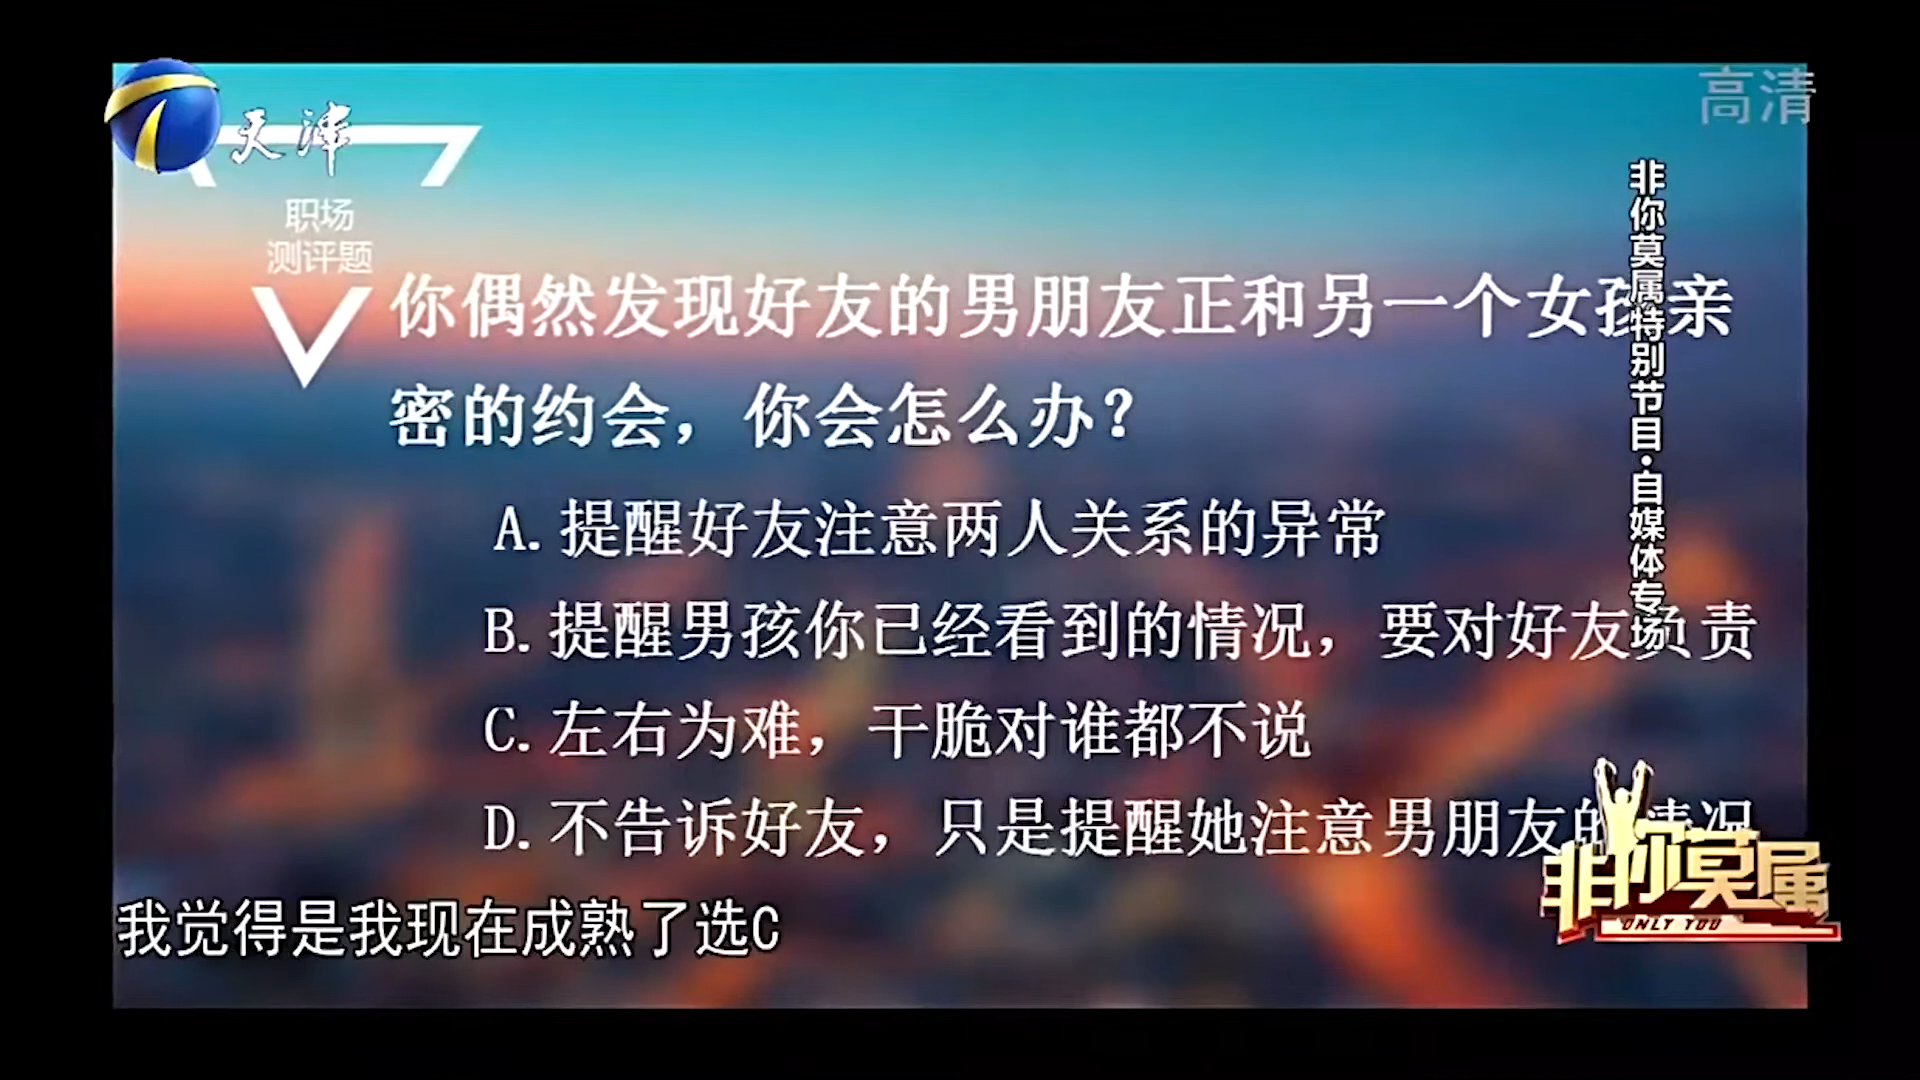 天津
高清
职场
测评题
你偶然发现好友的男朋友正和另一个女孩亲
密的约会，你会怎么办？
A. 提醒好友注意两人关系的异常
B. 提醒男孩你已经看到的情况，要对好友负责
C. 左右为难，干脆对谁都不说
D. 不告诉好友，只是提醒她注意男朋友的情况
非你莫属特别节目·自媒体专场
我觉得是我现在成熟了选C
非你莫属
ONLY YOU